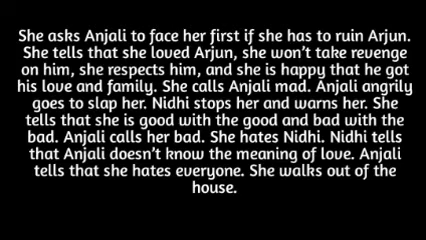 She asks Anjali to face her first if she has to ruin Arjun.
She tells that she loved Arjun, she won't take revenge
on him, she respects him, and she is happy that he got
his love and family. She calls Anjali mad. Anjali angrily
goes to slap her. Nidhi stops her and warns her. She
tells that she is good with the good and bad with the
bad. Anjali calls her bad. She hates Nidhi. Nidhi tells
that Anjali doesn't know the meaning of love. Anjali
tells that she hates everyone. She walks out of the
house.